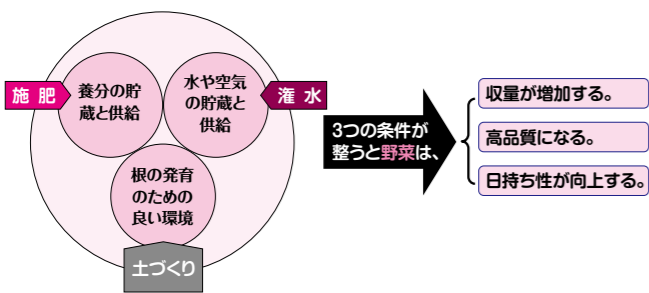 施肥
養分の貯
蔵と供給
水や空気
の貯蔵と
供給
潅水
根の発育
のための
良い環境
土づくり
3つの条件が
整うと野菜は、
収量が増加する。
高品質になる。
日持ち性が向上する。